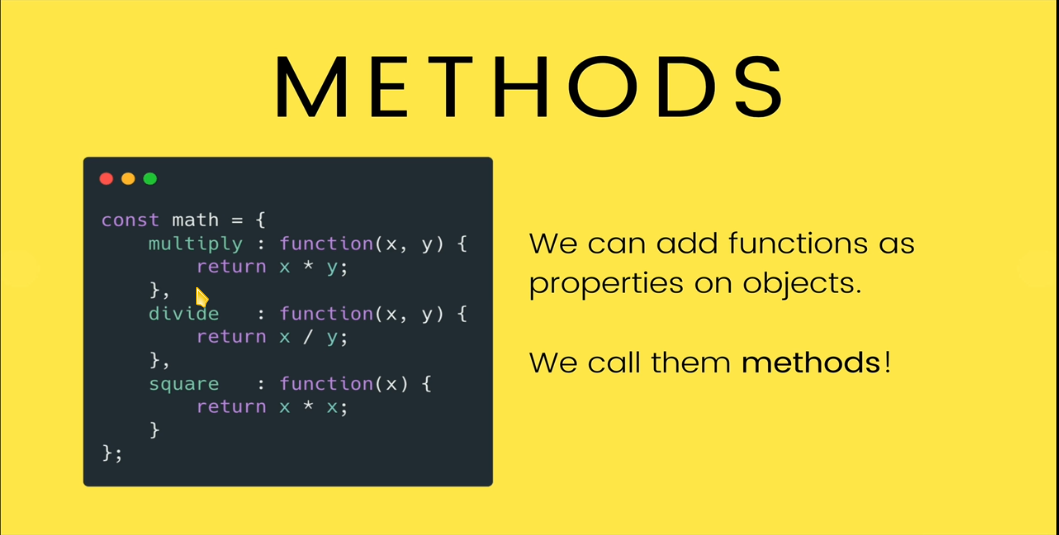 METHODS
const math = {
    multiply : function(x, y) {
        return x * y;
    },
    divide   : function(x, y) {
        return x / y;
    },
    square   : function(x) {
        return x * x;
    }
};
We can add functions as
properties on objects.
We call them methods!